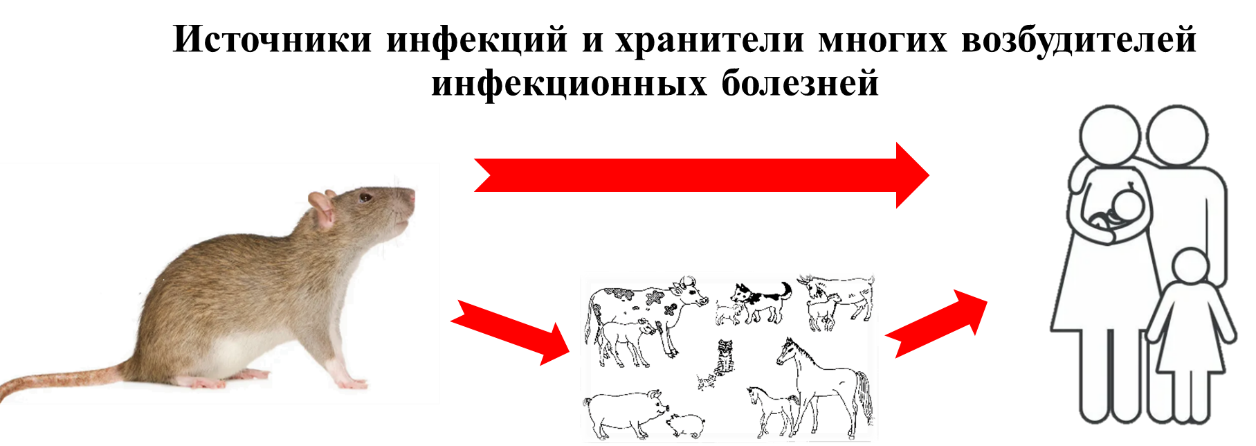 Источники инфекций и хранители многих возбудителей
инфекционных болезней